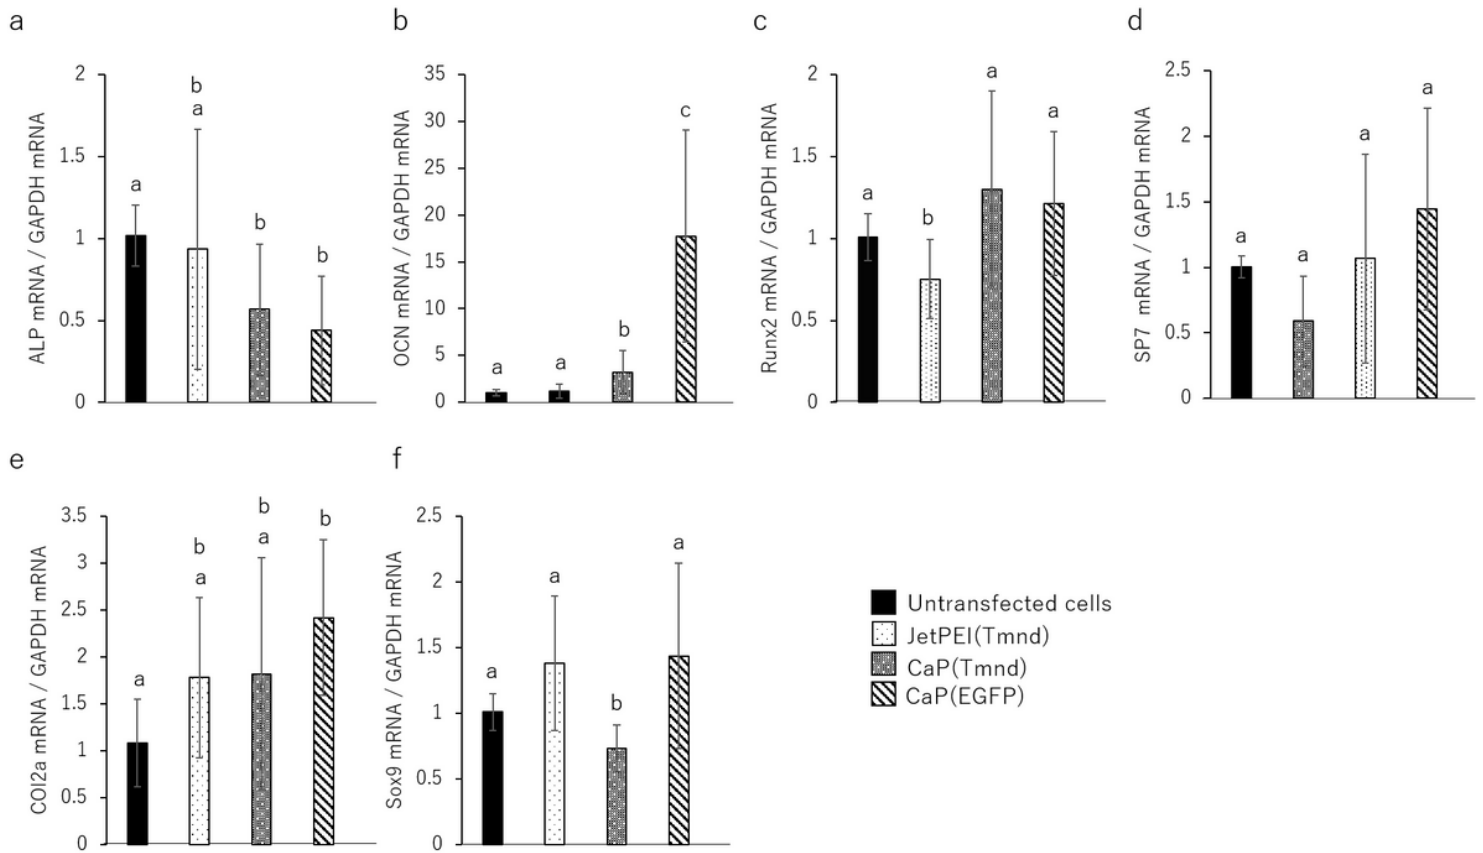 a
ALP mRNA / GAPDH mRNA
2
1.5
1
0.5
0
a
b
a
b
b
b
OCN mRNA / GAPDH mRNA
35
30
25
20
15
10
5
0
a
a
b
c
c
Runx2 mRNA / GAPDH mRNA
2
1.5
1
0.5
0
a
b
a
a
d
SP7 mRNA / GAPDH mRNA
2.5
2
1.5
1
0.5
0
a
a
a
a
e
COl2a mRNA / GAPDH mRNA
3.5
3
2.5
2
1.5
1
0.5
0
a
b
a
b
a
b
f
Sox9 mRNA / GAPDH mRNA
2.5
2
1.5
1
0.5
0
a
a
b
a
Untransfected cells
JetPEI(Tmnd)
CaP(Tmnd)
CaP(EGFP)